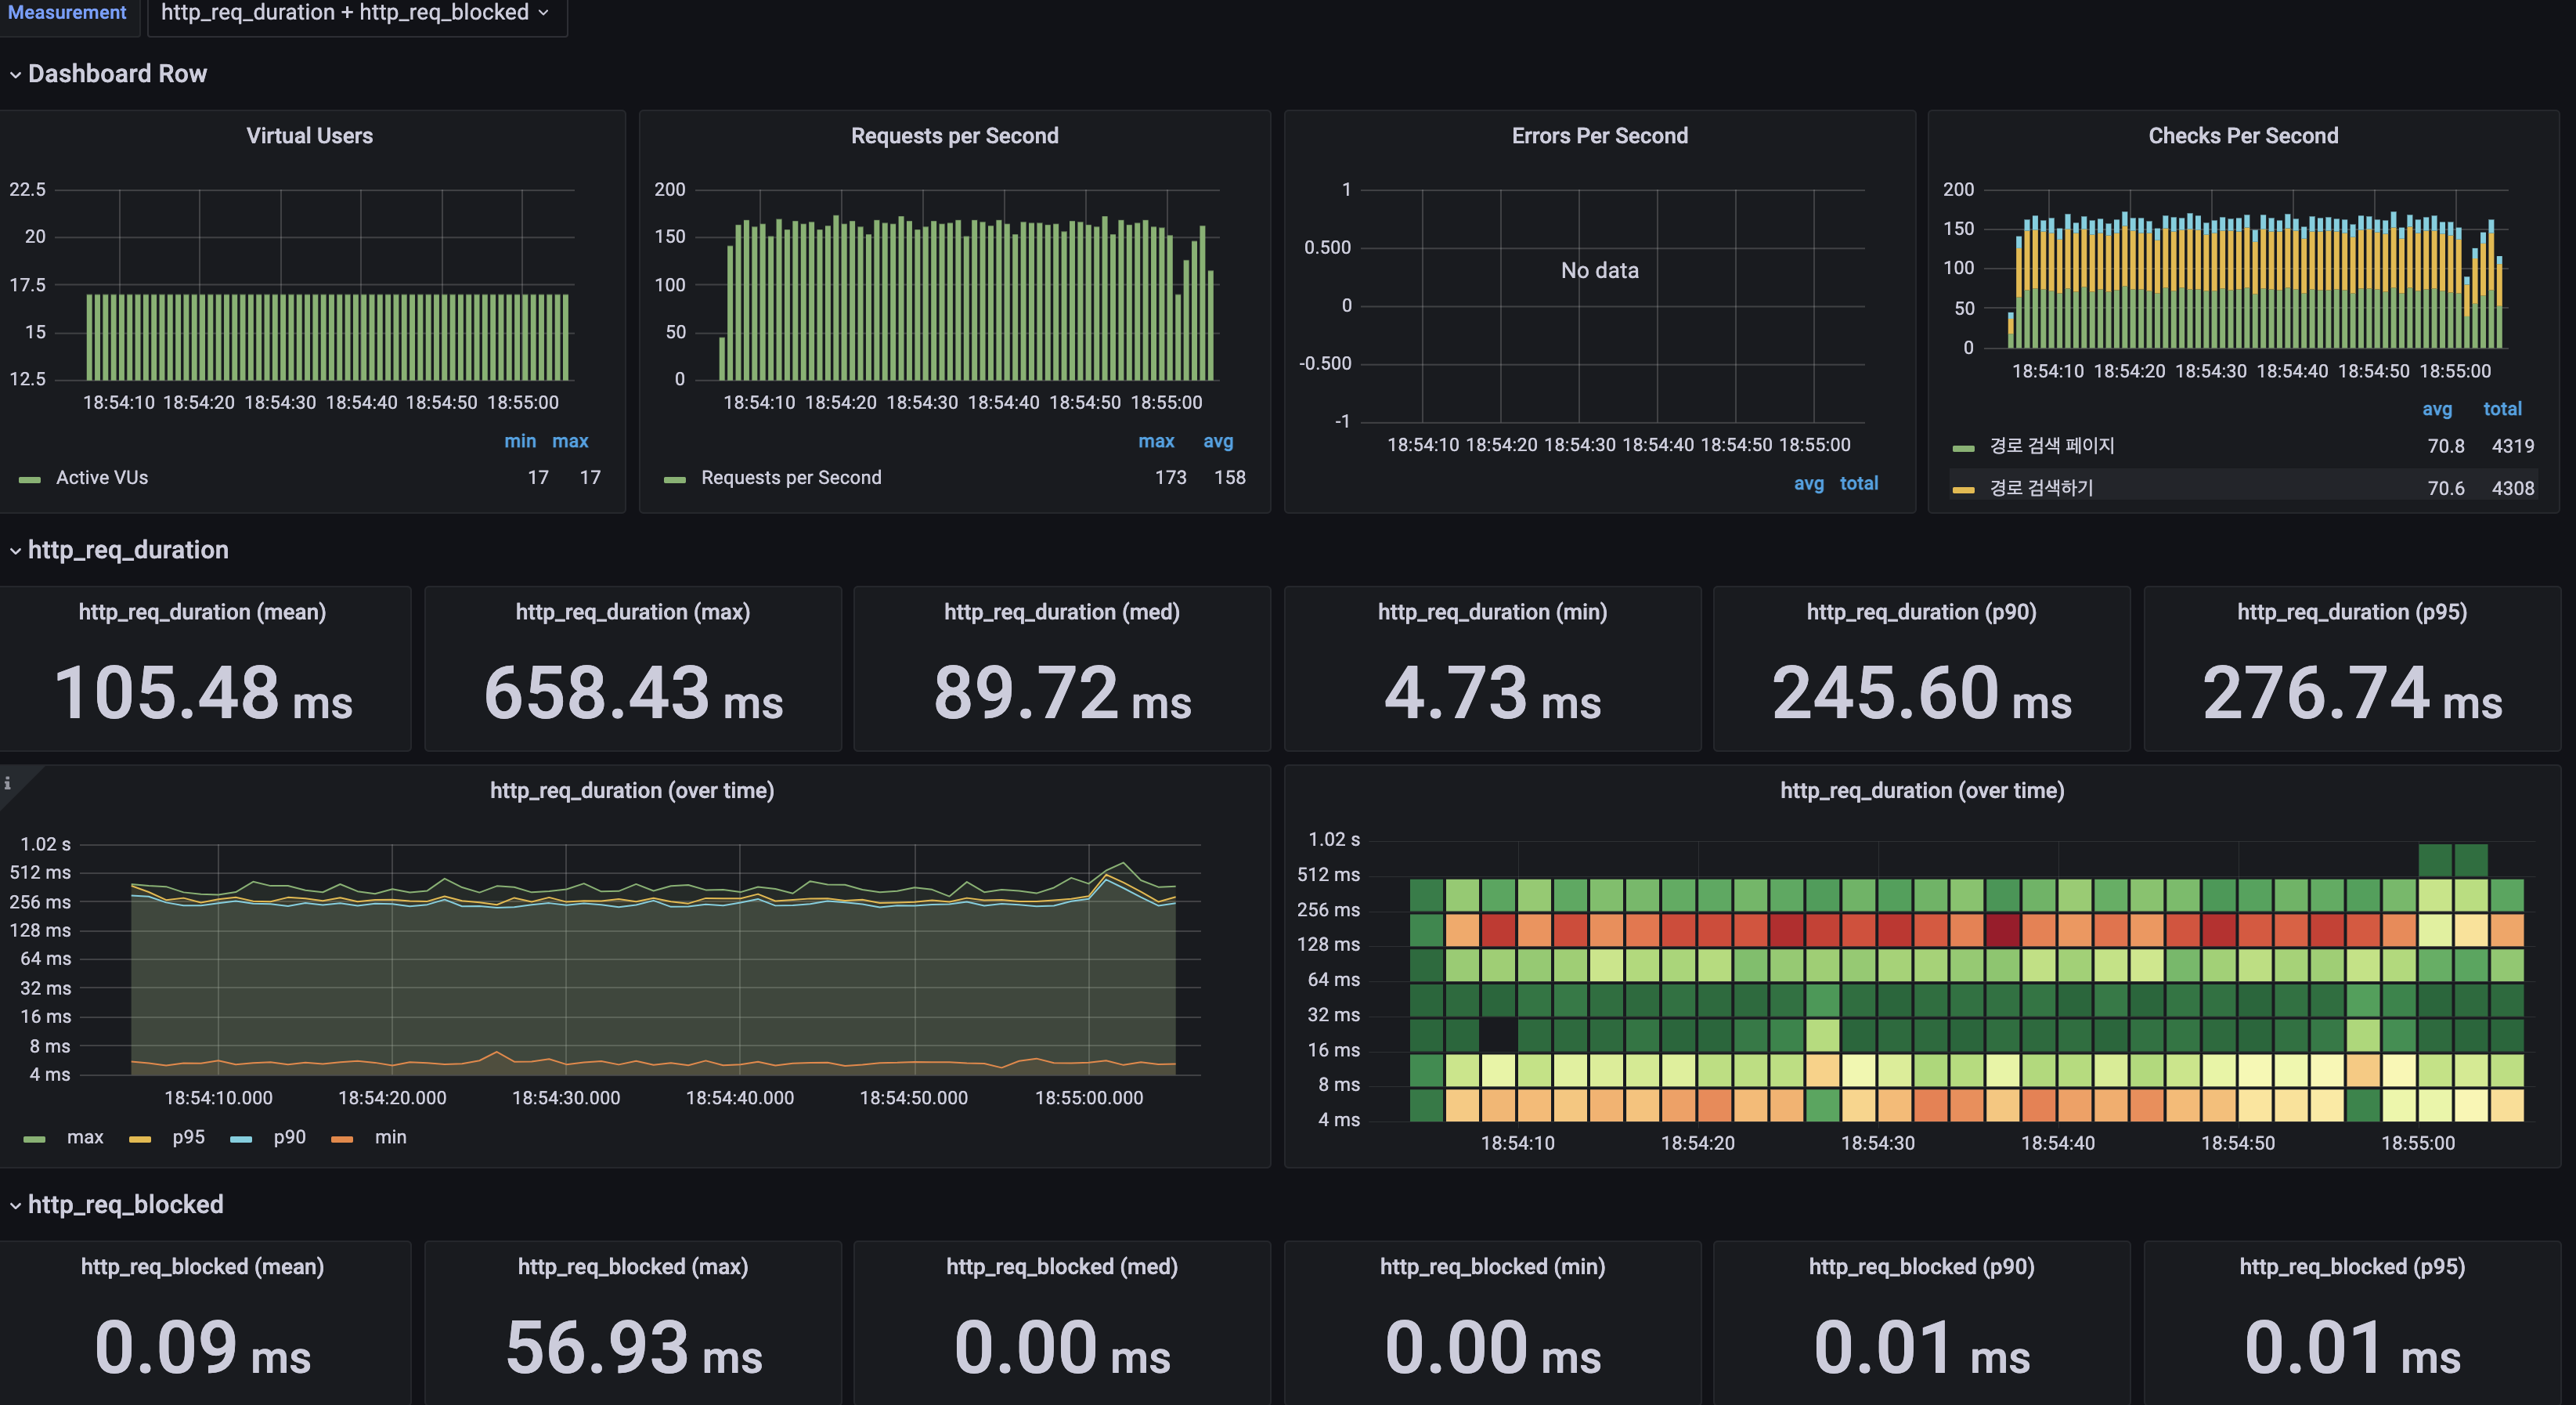 Measurement http_req_duration + http_req_blocked
Dashboard Row
Virtual Users
22.5
20
17.5
15
12.5
18:54:10 18:54:20 18:54:30 18:54:40 18:54:50 18:55:00
min max
Active VUs 17 17
Requests per Second
200
150
100
50
0
18:54:10 18:54:20 18:54:30 18:54:40 18:54:50 18:55:00
max avg
Requests per Second 173 158
Errors Per Second
1
0.500
0
-0.500
-1
No data
18:54:10 18:54:20 18:54:30 18:54:40 18:54:50 18:55:00
avg total
Checks Per Second
200
150
100
50
0
18:54:10 18:54:20 18:54:30 18:54:40 18:54:50 18:55:00
avg total
경로 검색 페이지 70.8 4319
경로 검색하기 70.6 4308
http_req_duration
http_req_duration (mean)
105.48 ms
http_req_duration (max)
658.43 ms
http_req_duration (med)
89.72 ms
http_req_duration (min)
4.73 ms
http_req_duration (p90)
245.60 ms
http_req_duration (p95)
276.74 ms
i
http_req_duration (over time)
1.02 s
512 ms
256 ms
128 ms
64 ms
32 ms
16 ms
8 ms
4 ms
18:54:10.000 18:54:20.000 18:54:30.000 18:54:40.000 18:54:50.000 18:55:00.000
max p95 p90 min
http_req_duration (over time)
1.02 s
512 ms
256 ms
128 ms
64 ms
32 ms
16 ms
8 ms
4 ms
18:54:10 18:54:20 18:54:30 18:54:40 18:54:50 18:55:00
http_req_blocked
http_req_blocked (mean)
0.09 ms
http_req_blocked (max)
56.93 ms
http_req_blocked (med)
0.00 ms
http_req_blocked (min)
0.00 ms
http_req_blocked (p90)
0.01 ms
http_req_blocked (p95)
0.01 ms